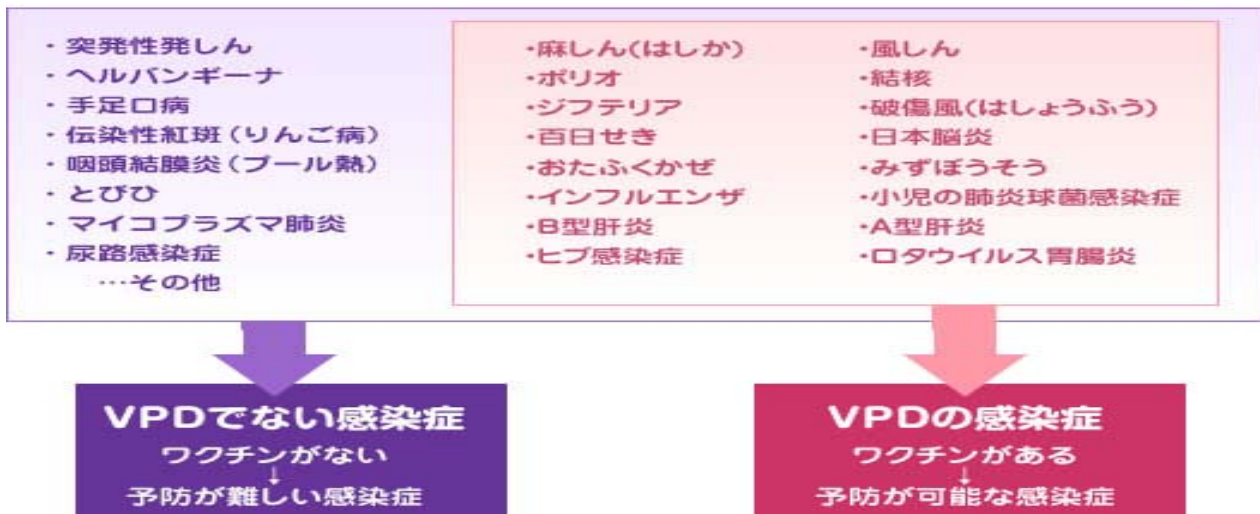 ・突発性発しん
・ヘルパンギーナ
・手足口病
・伝染性紅斑(りんご病)
・咽頭結膜炎(プール熱)
・とびひ
・マイコプラズマ肺炎
・尿路感染症
…その他
・麻しん(はしか)
・ポリオ
・ジフテリア
・百日せき
・おたふくかぜ
・インフルエンザ
・B型肝炎
・ヒブ感染症
・風しん
・結核
・破傷風(はしょうふう)
・日本脳炎
・みずぼうそう
・小児の肺炎球菌感染症
・A型肝炎
・ロタウイルス胃腸炎
VPDでない感染症
ワクチンがない
↓
予防が難しい感染症
VPDの感染症
ワクチンがある
↓
予防が可能な感染症